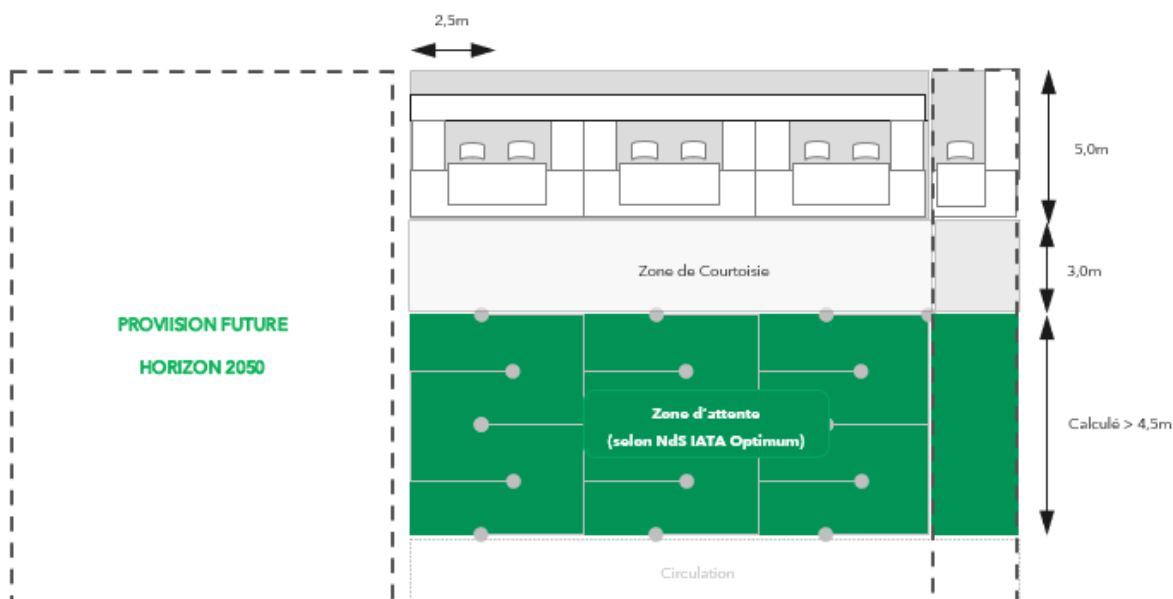 2,5m
5,0m
Zone de Courtoisie
3,0m
PROVIISION FUTURE
HORIZON 2050
Zone d'attente
(selon NdS IATA Optimum)
Calculé > 4,5m
Circulation